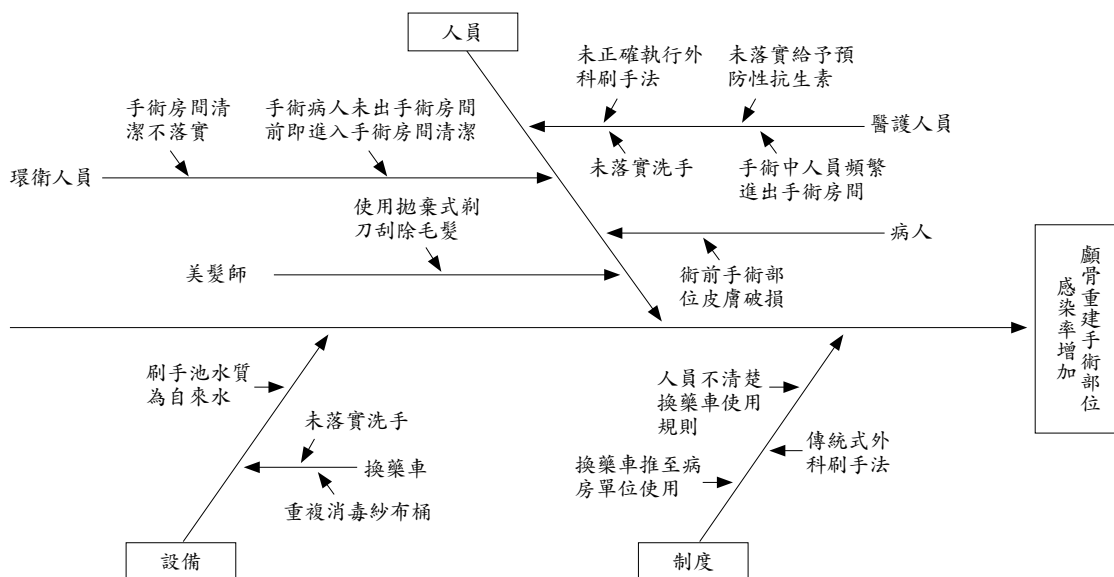 人員
未正確執行外
科刷手法
未落實給予預
防性抗生素
手術房間清
潔不落實
手術病人未出手術房間
前即進入手術房間清潔
醫護人員
未落實洗手
手術中人員頻繁
進出手術房間
環衛人員
使用拋棄式剃
刀刮除毛髮
病人
美髮師
術前手術部
位皮膚破損
顱骨重建手術部位
感染率增加
刷手池水質
為自來水
人員不清楚
換藥車使用
規則
未落實洗手
傳統式外
科刷手法
換藥車
換藥車推至病
房單位使用
重複消毒紗布桶
設備
制度